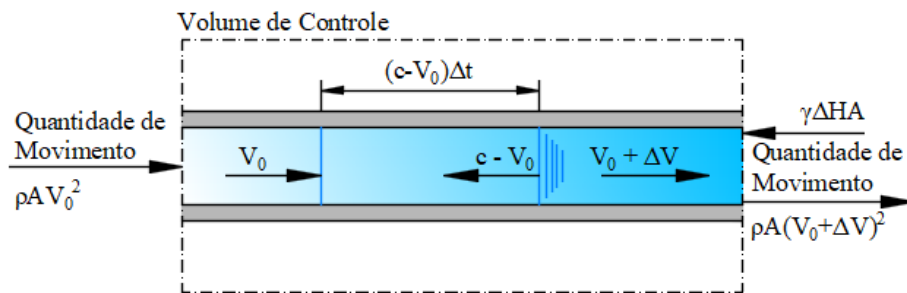 Volume de Controle
(c-V₀)Δt
Quantidade de
Movimento
ρAV₀²
V₀
c - V₀
V₀ + ΔV
γΔHA
Quantidade de
Movimento
ρA(V₀+ΔV)²